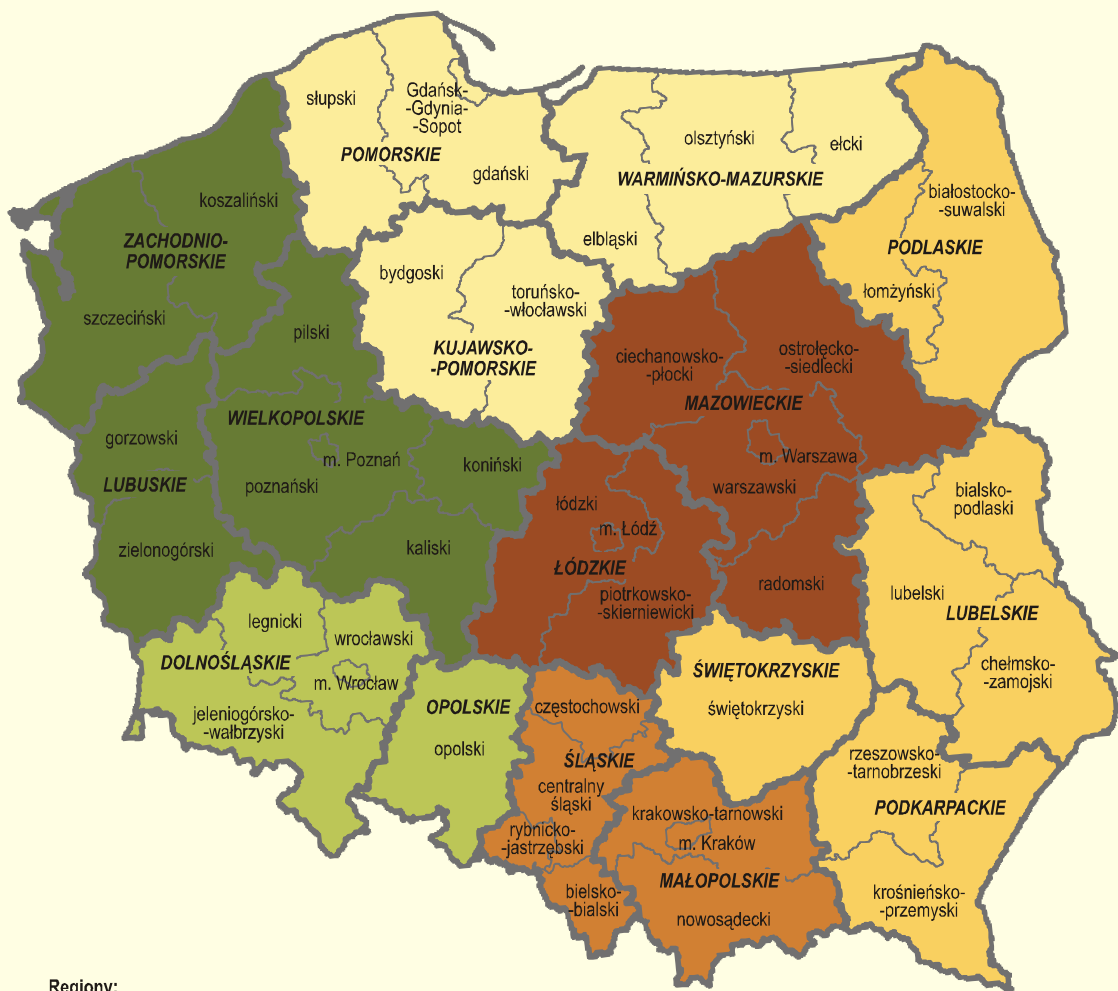 słupski
Gdańsk-
-Gdynia-
-Sopot
POMORSKIE
gdański
olsztyński
ełcki
WARMIŃSKO-MAZURSKIE
elbląski
koszaliński
ZACHODNIO-
POMORSKIE
szczeciński
białostocko-
-suwalski
PODLASKIE
łomżyński
bydgoski
toruńsko-
-włocławski
KUJAWSKO-
-POMORSKIE
pilski
WIELKOPOLSKIE
m. Poznań
poznański
koniński
kaliski
gorzowski
LUBUSKIE
zielonogórski
ciechanowsko-
-płocki
ostrołęcko-
-siedlecki
MAZOWIECKIE
m. Warszawa
warszawski
radomski
łódzki
m. Łódź
ŁÓDZKIE
piotrkowsko-
-skierniewicki
bialsko-
podlaski
lubelski
LUBELSKIE
chełmsko-
-zamojski
legnicki
wrocławski
DOLNOŚLĄSKIE
m. Wrocław
jeleniogórsko-
-wałbrzyski
OPOLSKIE
opolski
częstochowski
ŚLĄSKIE
centralny
śląski
rybnicko-
-jastrzębski
bielsko-
-bialski
ŚWIĘTOKRZYSKIE
świętokrzyski
krakowsko-tarnowski
m. Kraków
MAŁOPOLSKIE
nowosądecki
rzeszowsko-
-tarnobrzeski
PODKARPACKIE
krośnieńsko-
-przemyski
Regiony: